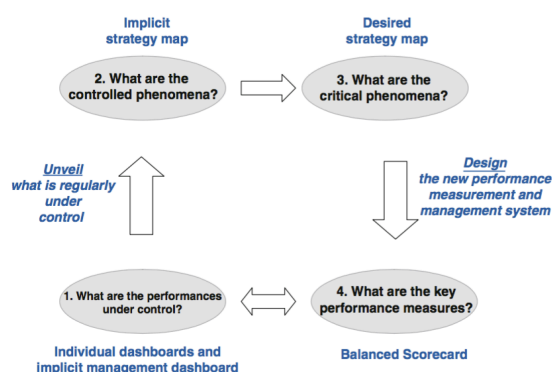 Implicit
strategy map
Desired
strategy map
2. What are the
controlled phenomena?
3. What are the
critical phenomena?
Unveil
what is regularly
under
control
Design
the new performance
measurement and
management system
1. What are the performances
under control?
4. What are the key
performance measures?
Individual dashboards and
implicit management dashboard
Balanced Scorecard